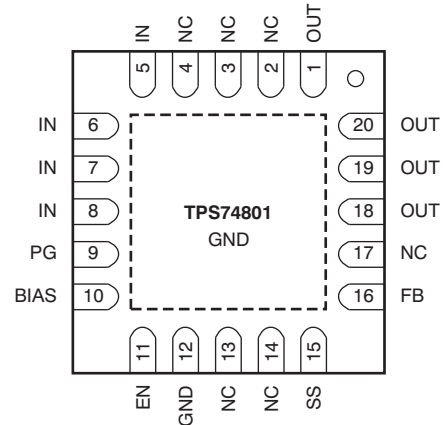 IN NC NC NC OUT
5 4 3 2 1
IN 6 20 OUT
IN 7 19 OUT
IN 8 TPS74801 18 OUT
GND
PG 9 17 NC
BIAS 10 16 FB
11 12 13 14 15
EN GND NC NC SS